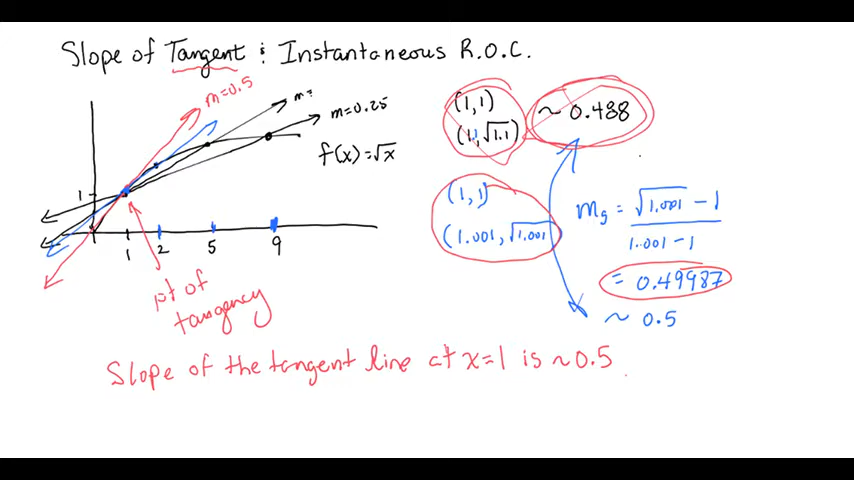 Slope of Tangent & Instantaneous R.O.C.
m=0.5
m=
m=0.25
f(x)=√x
1
1 2 5 9
pt of
tangency
(1,1)
(1,√1.1)
~ 0.488
(1,1)
(1.001, √1.001
ms = √1.001 - 1
1.001 - 1
= 0.49987
~ 0.5
Slope of the tangent line at x=1 is ~0.5